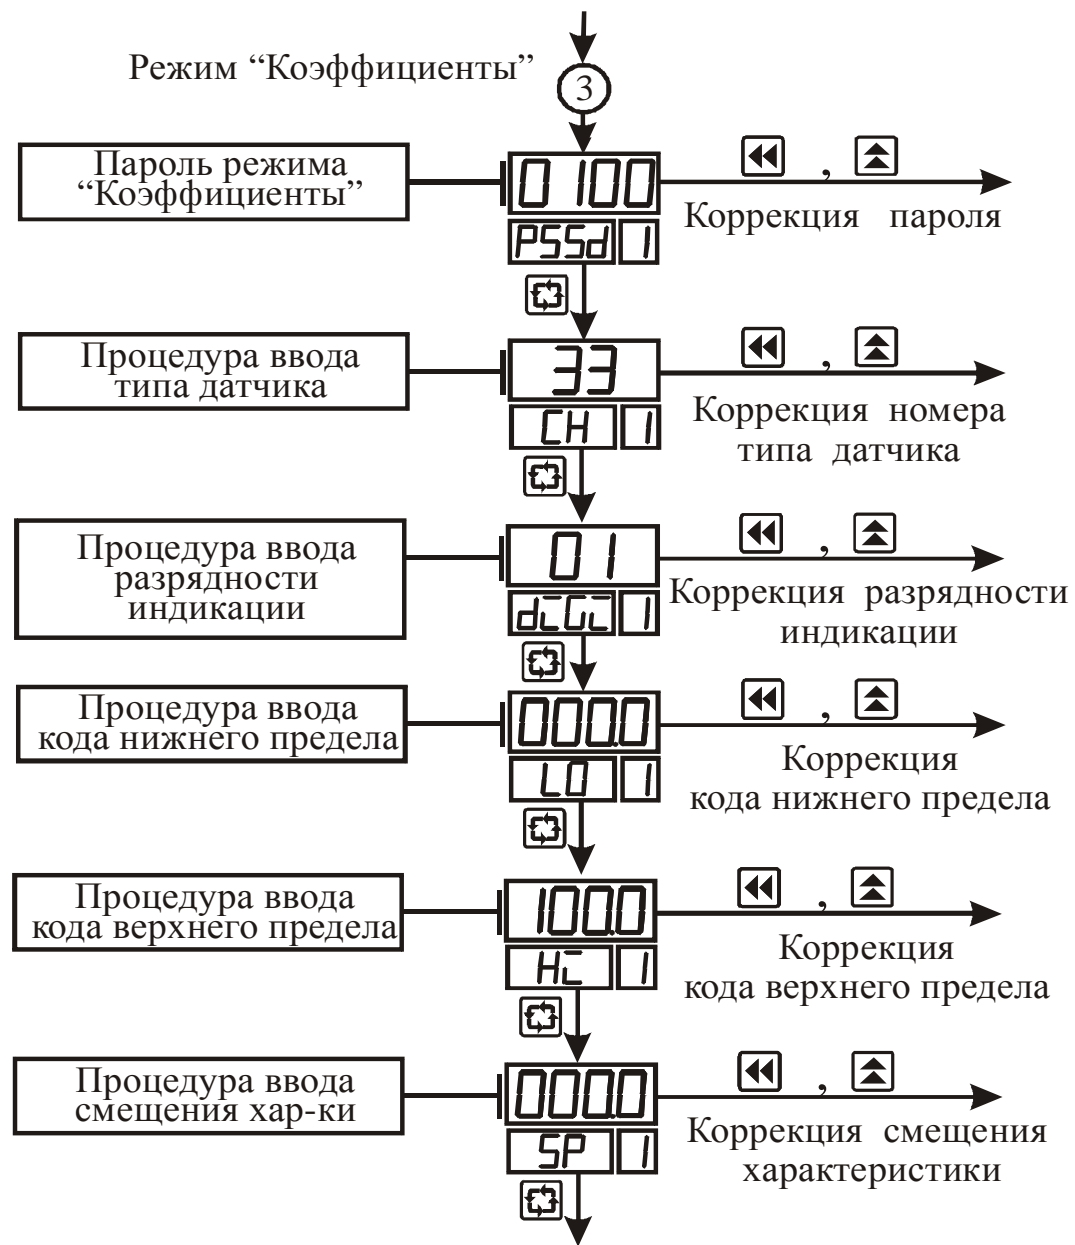 Режим “Коэффициенты”
3
Пароль режима
“Коэффициенты”
0100
PSSd 1
,
Коррекция пароля
Процедура ввода
типа датчика
33
CH 1
,
Коррекция номера
типа датчика
Процедура ввода
разрядности
индикации
01
diGi 1
,
Коррекция разрядности
индикации
Процедура ввода
кода нижнего предела
000.0
LO 1
,
Коррекция
кода нижнего предела
Процедура ввода
кода верхнего предела
100.0
Hi 1
,
Коррекция
кода верхнего предела
Процедура ввода
смещения хар-ки
000.0
SP 1
,
Коррекция смещения
характеристики